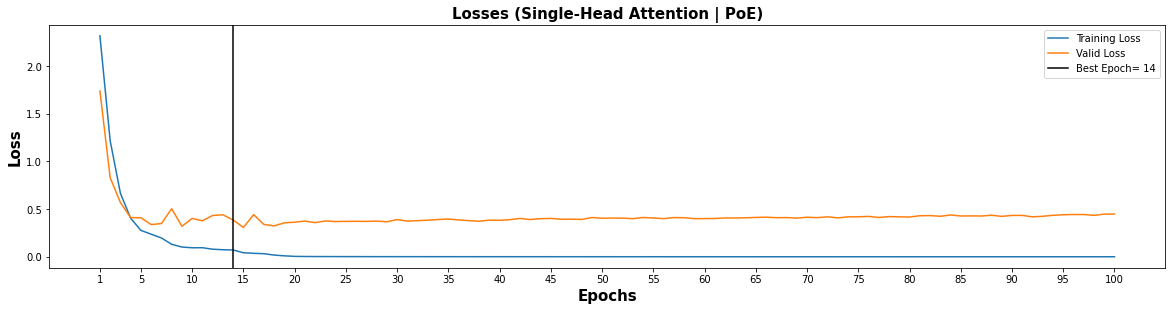 Losses (Single-Head Attention | PoE)
Training Loss
Valid Loss
Best Epoch= 14
Loss
2.0
1.5
1.0
0.5
0.0
1 5 10 15 20 25 30 35 40 45 50 55 60 65 70 75 80 85 90 95 100
Epochs